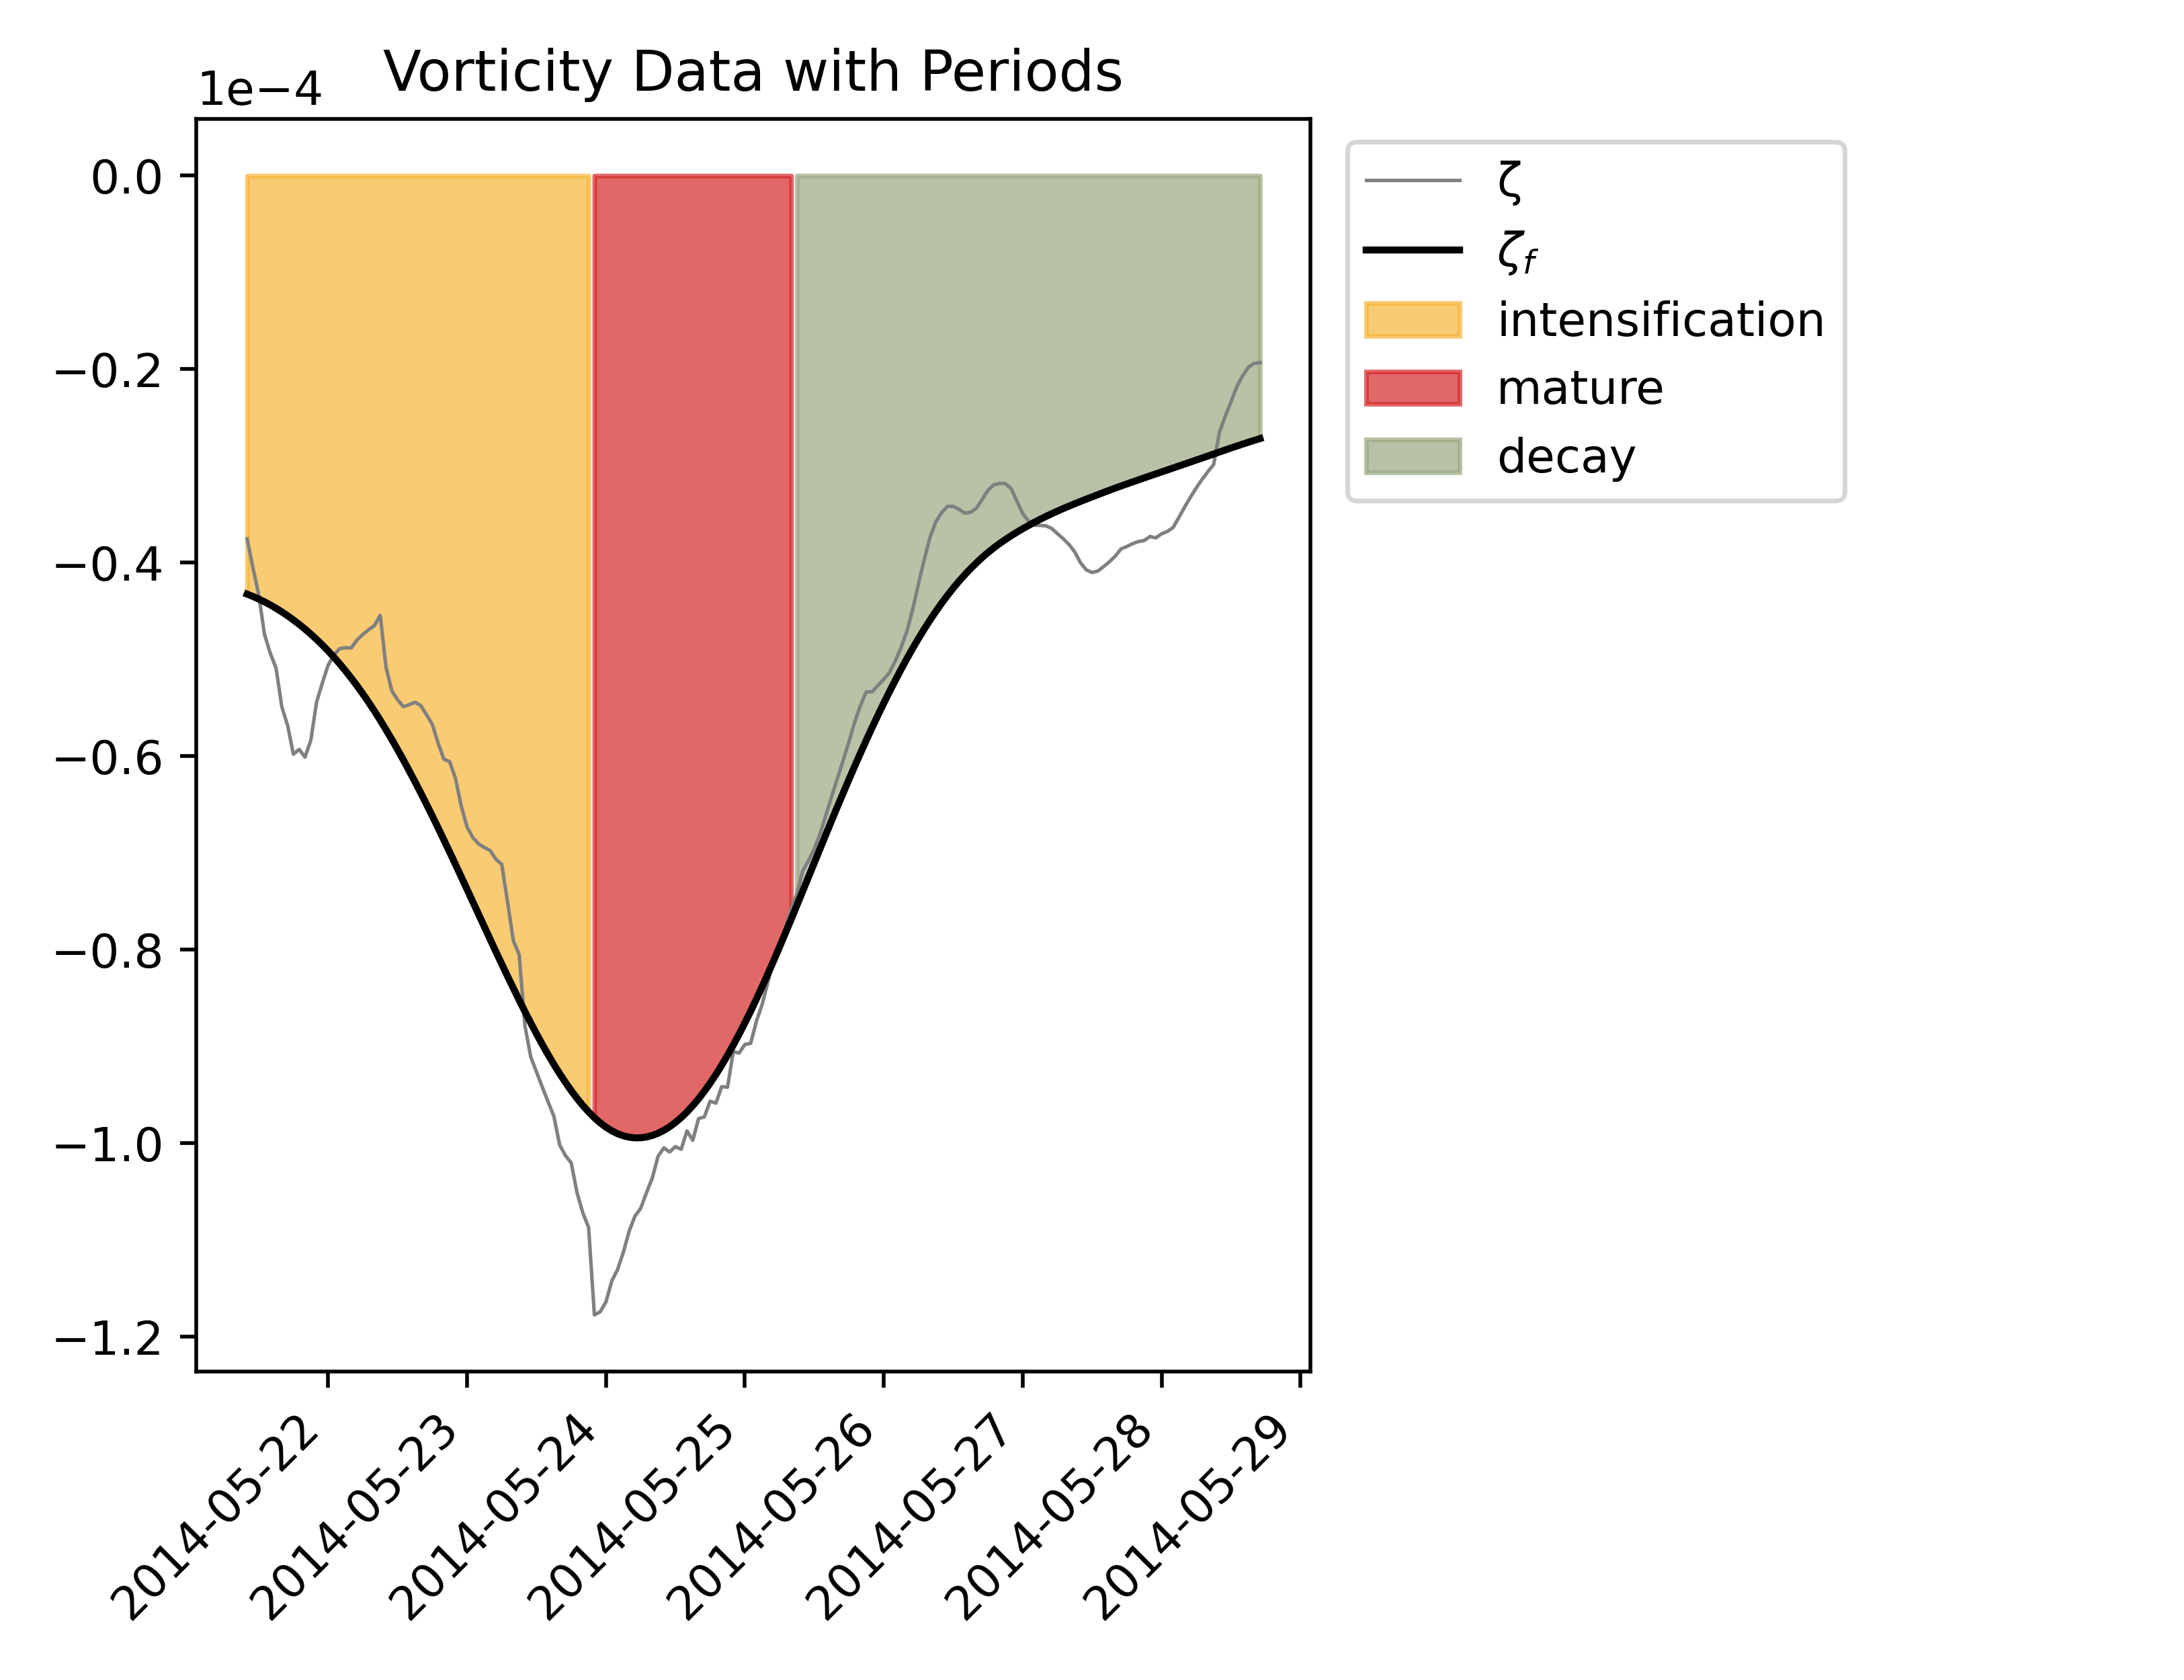 Vorticity Data with Periods
1e−4
0.0
−0.2
−0.4
−0.6
−0.8
−1.0
−1.2
2014-05-22
2014-05-23
2014-05-24
2014-05-25
2014-05-26
2014-05-27
2014-05-28
2014-05-29
ζ
ζf
intensification
mature
decay